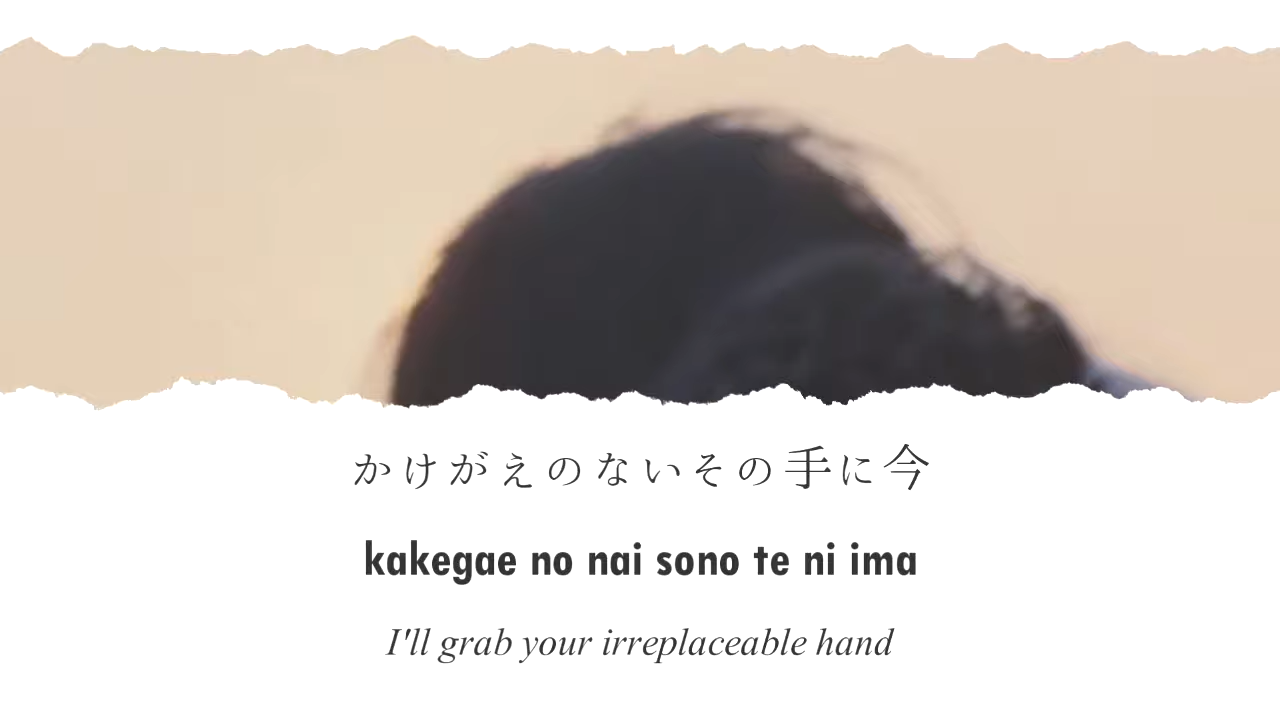 かけがえのないその手に今
kakegae no nai sono te ni ima
I'll grab your irreplaceable hand